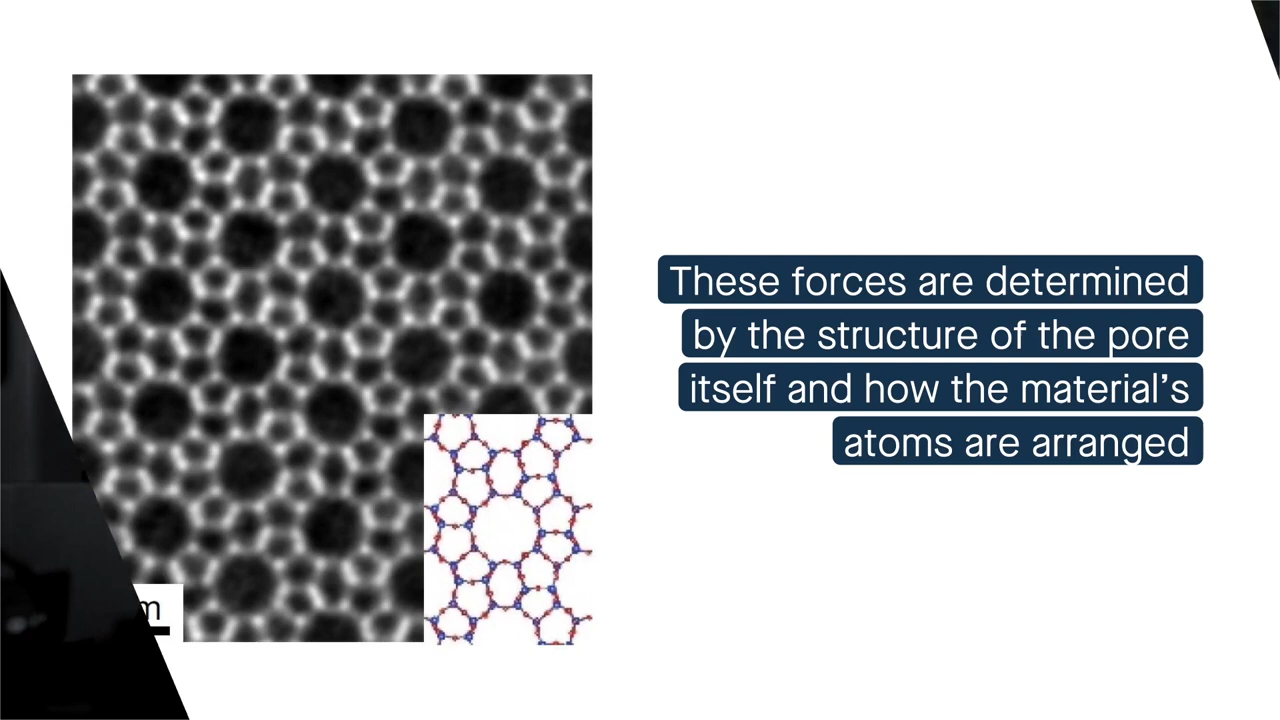 These forces are determined
by the structure of the pore
itself and how the material's
atoms are arranged